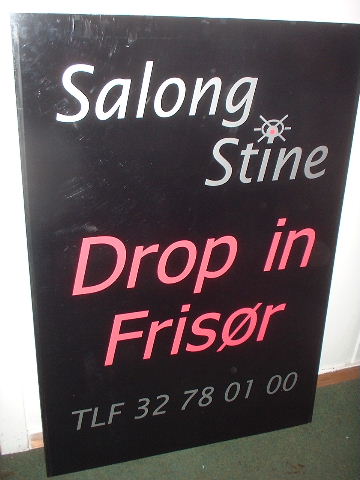 Salong
Stine
Drop in
Frisør
TLF 32 78 01 00